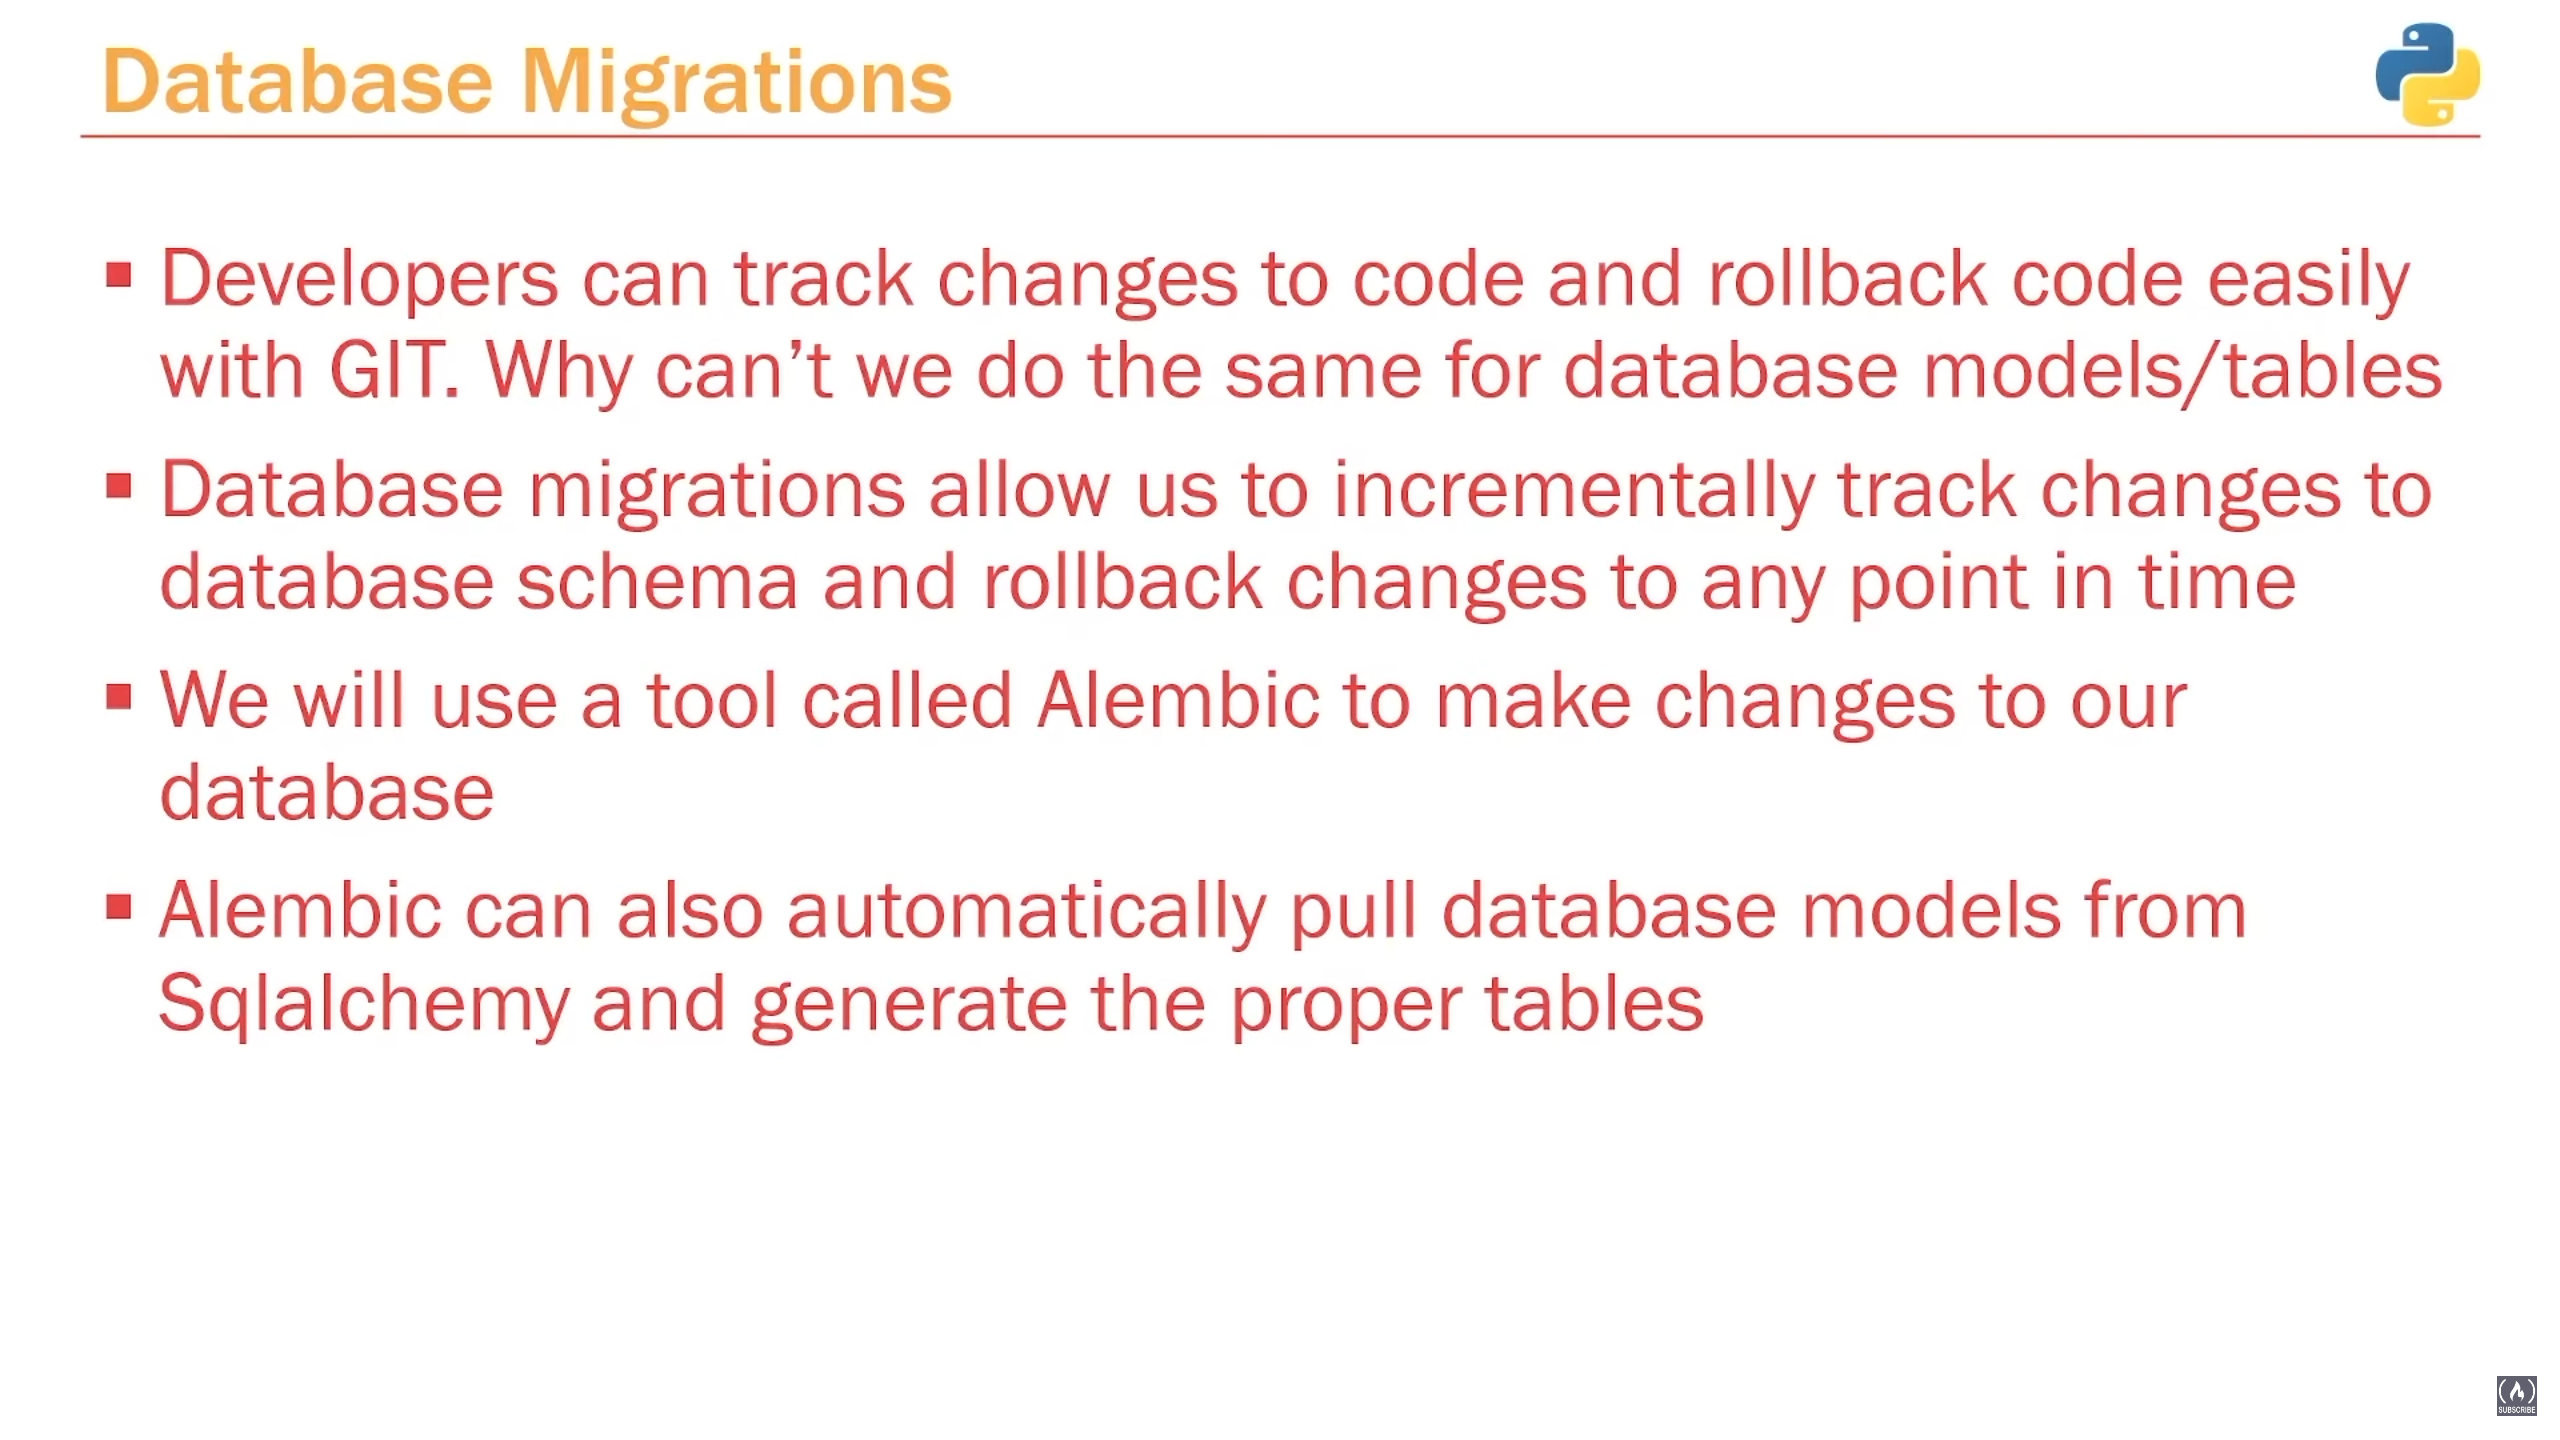 Database Migrations
▪ Developers can track changes to code and rollback code easily
with GIT. Why can’t we do the same for database models/tables
▪ Database migrations allow us to incrementally track changes to
database schema and rollback changes to any point in time
▪ We will use a tool called Alembic to make changes to our
database
▪ Alembic can also automatically pull database models from
Sqlalchemy and generate the proper tables
SUBSCRIBE